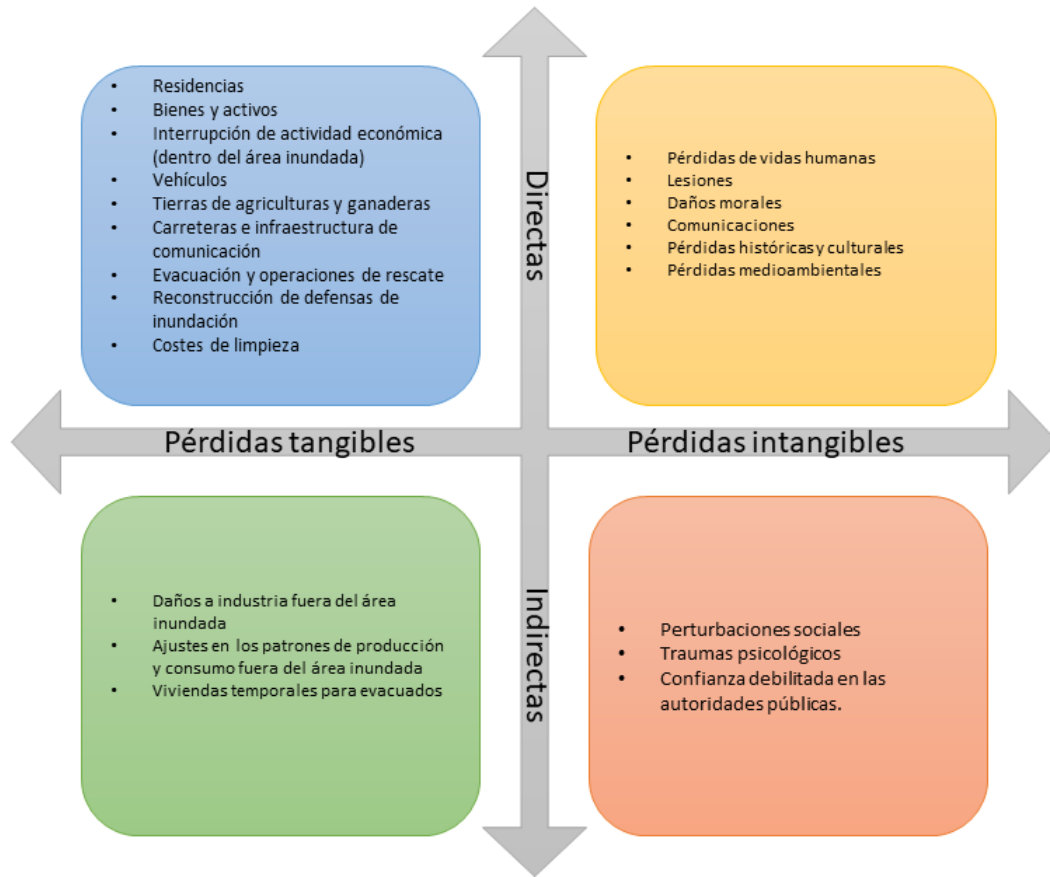 • Residencias
• Bienes y activos
• Interrupción de actividad económica
(dentro del área inundada)
• Vehículos
• Tierras de agriculturas y ganaderas
• Carreteras e infraestructura de
comunicación
• Evacuación y operaciones de rescate
• Reconstrucción de defensas de
inundación
• Costes de limpieza
Directas
• Pérdidas de vidas humanas
• Lesiones
• Daños morales
• Comunicaciones
• Pérdidas históricas y culturales
• Pérdidas medioambientales
Pérdidas tangibles
Pérdidas intangibles
• Daños a industria fuera del área
inundada
• Ajustes en los patrones de producción
y consumo fuera del área inundada
• Viviendas temporales para evacuados
Indirectas
• Perturbaciones sociales
• Traumas psicológicos
• Confianza debilitada en las
autoridades públicas.